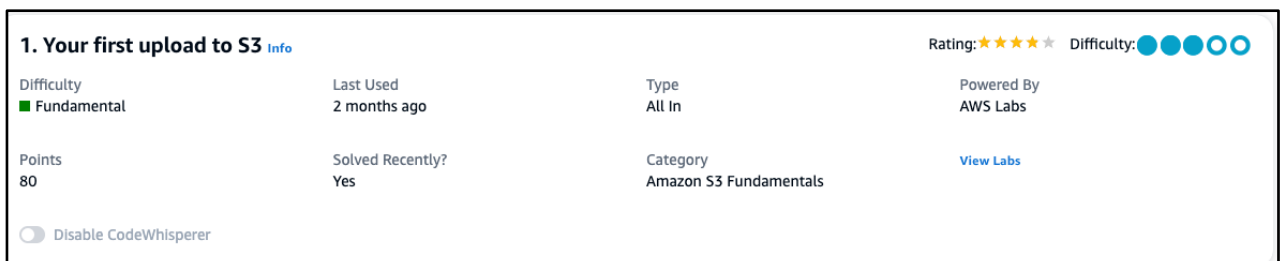 1. Your first upload to S3 Info
Rating: Difficulty:
Difficulty Last Used Type Powered By
Fundamental 2 months ago All In AWS Labs
Points Solved Recently? Category View Labs
80 Yes Amazon S3 Fundamentals
Disable CodeWhisperer